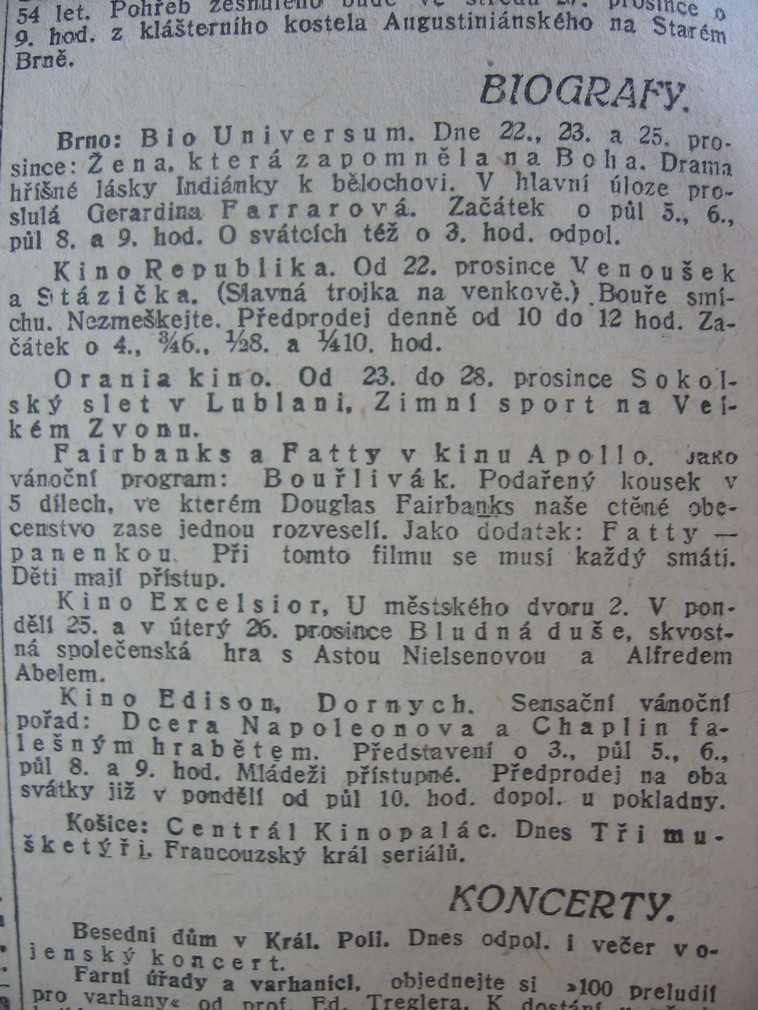 54 let. Pohřeb zesnulého bude ve středu 27. prosince o
9. hod. z klášterního kostela Augustiniánského na Starém
Brně.
BIOGRAFY.
Brno: Bio Universum. Dne 22., 23. a 25. pro-
since: Žena, která zapomněla na Boha. Drama
hříšné lásky Indiánky k bělochovi. V hlavní úloze pro-
slulá Gerardina Farrarová. Začátek o půl 5., 6.,
půl 8. a 9. hod. O svátcích též o 3. hod. odpol.
Kino Republika. Od 22. prosince Venoušek
a Stázička. (Slavná trojka na venkově.) Bouře smí-
chu. Nezmeškejte. Předprodej denně od 10 do 12 hod. Za-
čátek o 4., ¾6., ½8. a ¼10. hod.
Orania kino. Od 23. do 28. prosince Sokol-
ský slet v Lublani, Zimní sport na Vel-
kém Zvonu.
Fairbanks a Fatty v kinu Apollo. Jako
vánoční program: Bouřlivák. Podařený kousek v
5 dílech, ve kterém Douglas Fairbanks naše ctěné obe-
censtvo zase jednou rozveselí. Jako dodatek: Fatty —
panenkou. Při tomto filmu se musí každý smáti.
Děti mají přístup.
Kino Excelsior, U městského dvoru 2. V pon-
dělí 25. a v úterý 26. prosince Bludná duše, skvost-
ná společenská hra s Astou Nielsenovou a Alfredem
Abelem.
Kino Edison, Dornych. Sensační vánoční
pořad: Dcera Napoleonova a Chaplin fa-
lešným hrabětem. Představení o 3., půl 5., 6.,
půl 8. a 9. hod. Mládeži přístupné. Předprodej na oba
svátky již v pondělí od půl 10. hod. dopol. u pokladny.
Košice: Centrál Kinopalác. Dnes Tři mu-
šketýři. Francouzský král seriálů.
KONCERTY.
Besední dům v Král. Poli. Dnes odpol. i večer vo-
jenský koncert.
Farní úřady a varhaníci, objednejte si »100 preludií
pro varhany« od prof. Ed. Treglera. K dostání